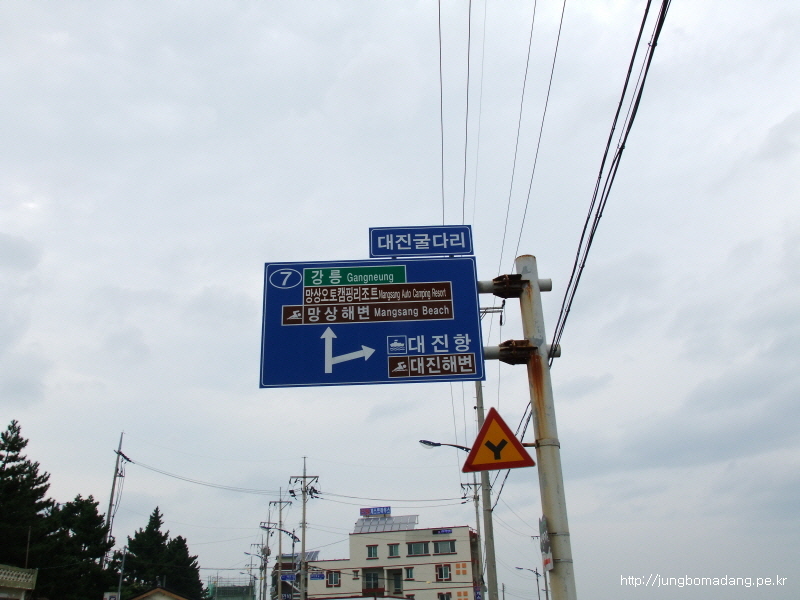 대진굴다리
7 강릉 Gangneung
망상오토캠핑리조트 Mangsang Auto Camping Resort
망상해변 Mangsang Beach
대진항
대진해변
http://jungbomadang.pe.kr